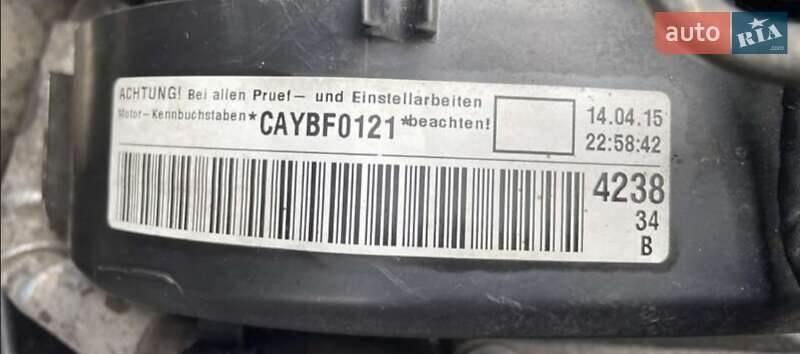 auto RIA
.com
ACHTUNG! Bei allen Pruef- und Einstellarbeiten
Motor-Kennbuchstaben*CAYBF0121*beachten!
14.04.15
22:58:42
4238
34
B